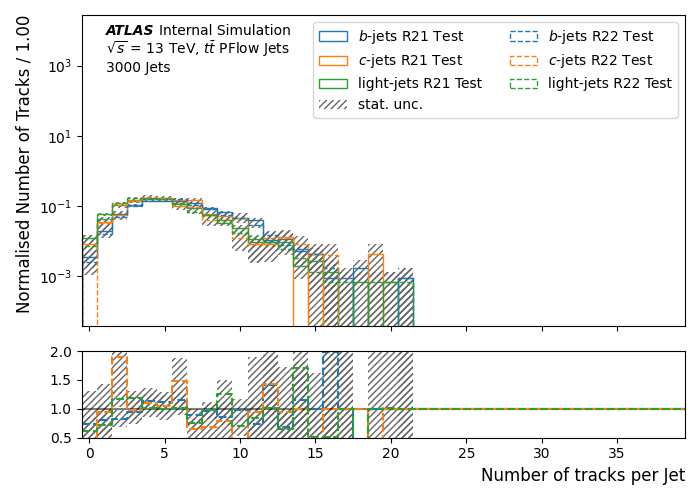 ATLAS Internal Simulation
√s = 13 TeV, tt̄ PFlow Jets
3000 Jets
b-jets R21 Test
c-jets R21 Test
light-jets R21 Test
stat. unc.
b-jets R22 Test
c-jets R22 Test
light-jets R22 Test
Normalised Number of Tracks / 1.00
10³
10¹
10⁻¹
10⁻³
2.0
1.5
1.0
0.5
0 5 10 15 20 25 30 35
Number of tracks per Jet